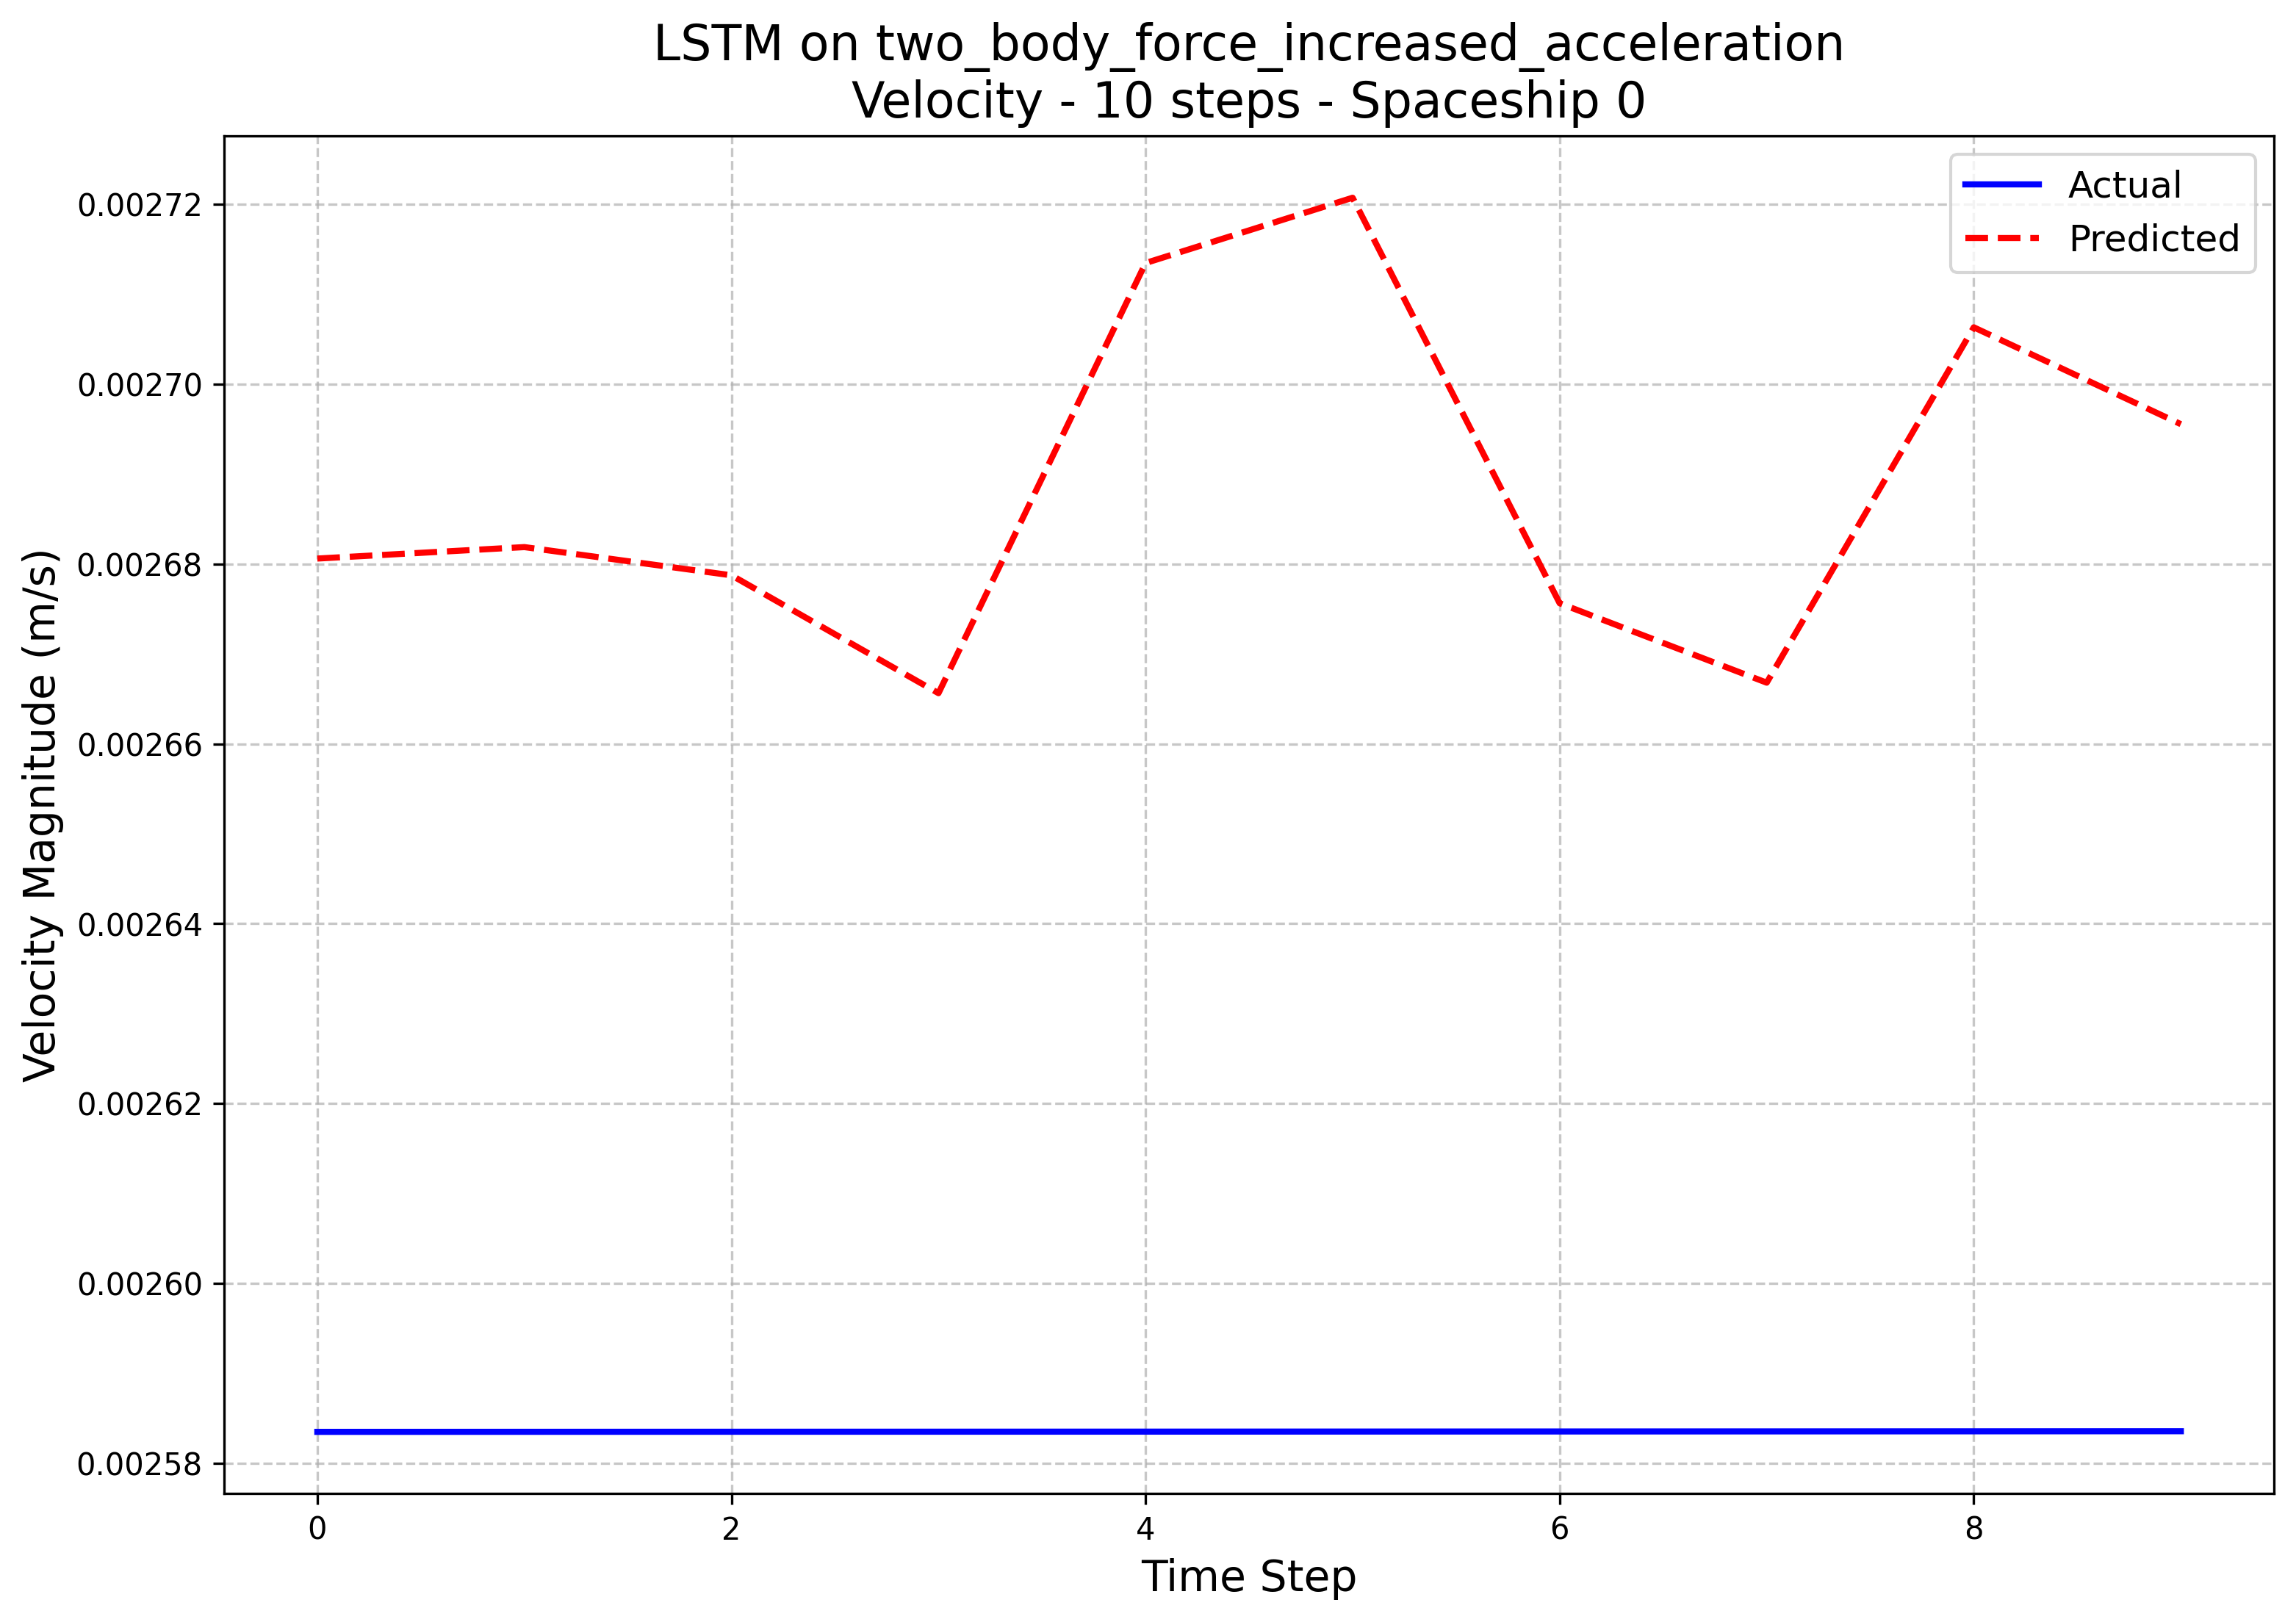 LSTM on two_body_force_increased_acceleration
Velocity - 10 steps - Spaceship 0
Actual
Predicted
Velocity Magnitude (m/s)
0.00272
0.00270
0.00268
0.00266
0.00264
0.00262
0.00260
0.00258
0 2 4 6 8
Time Step